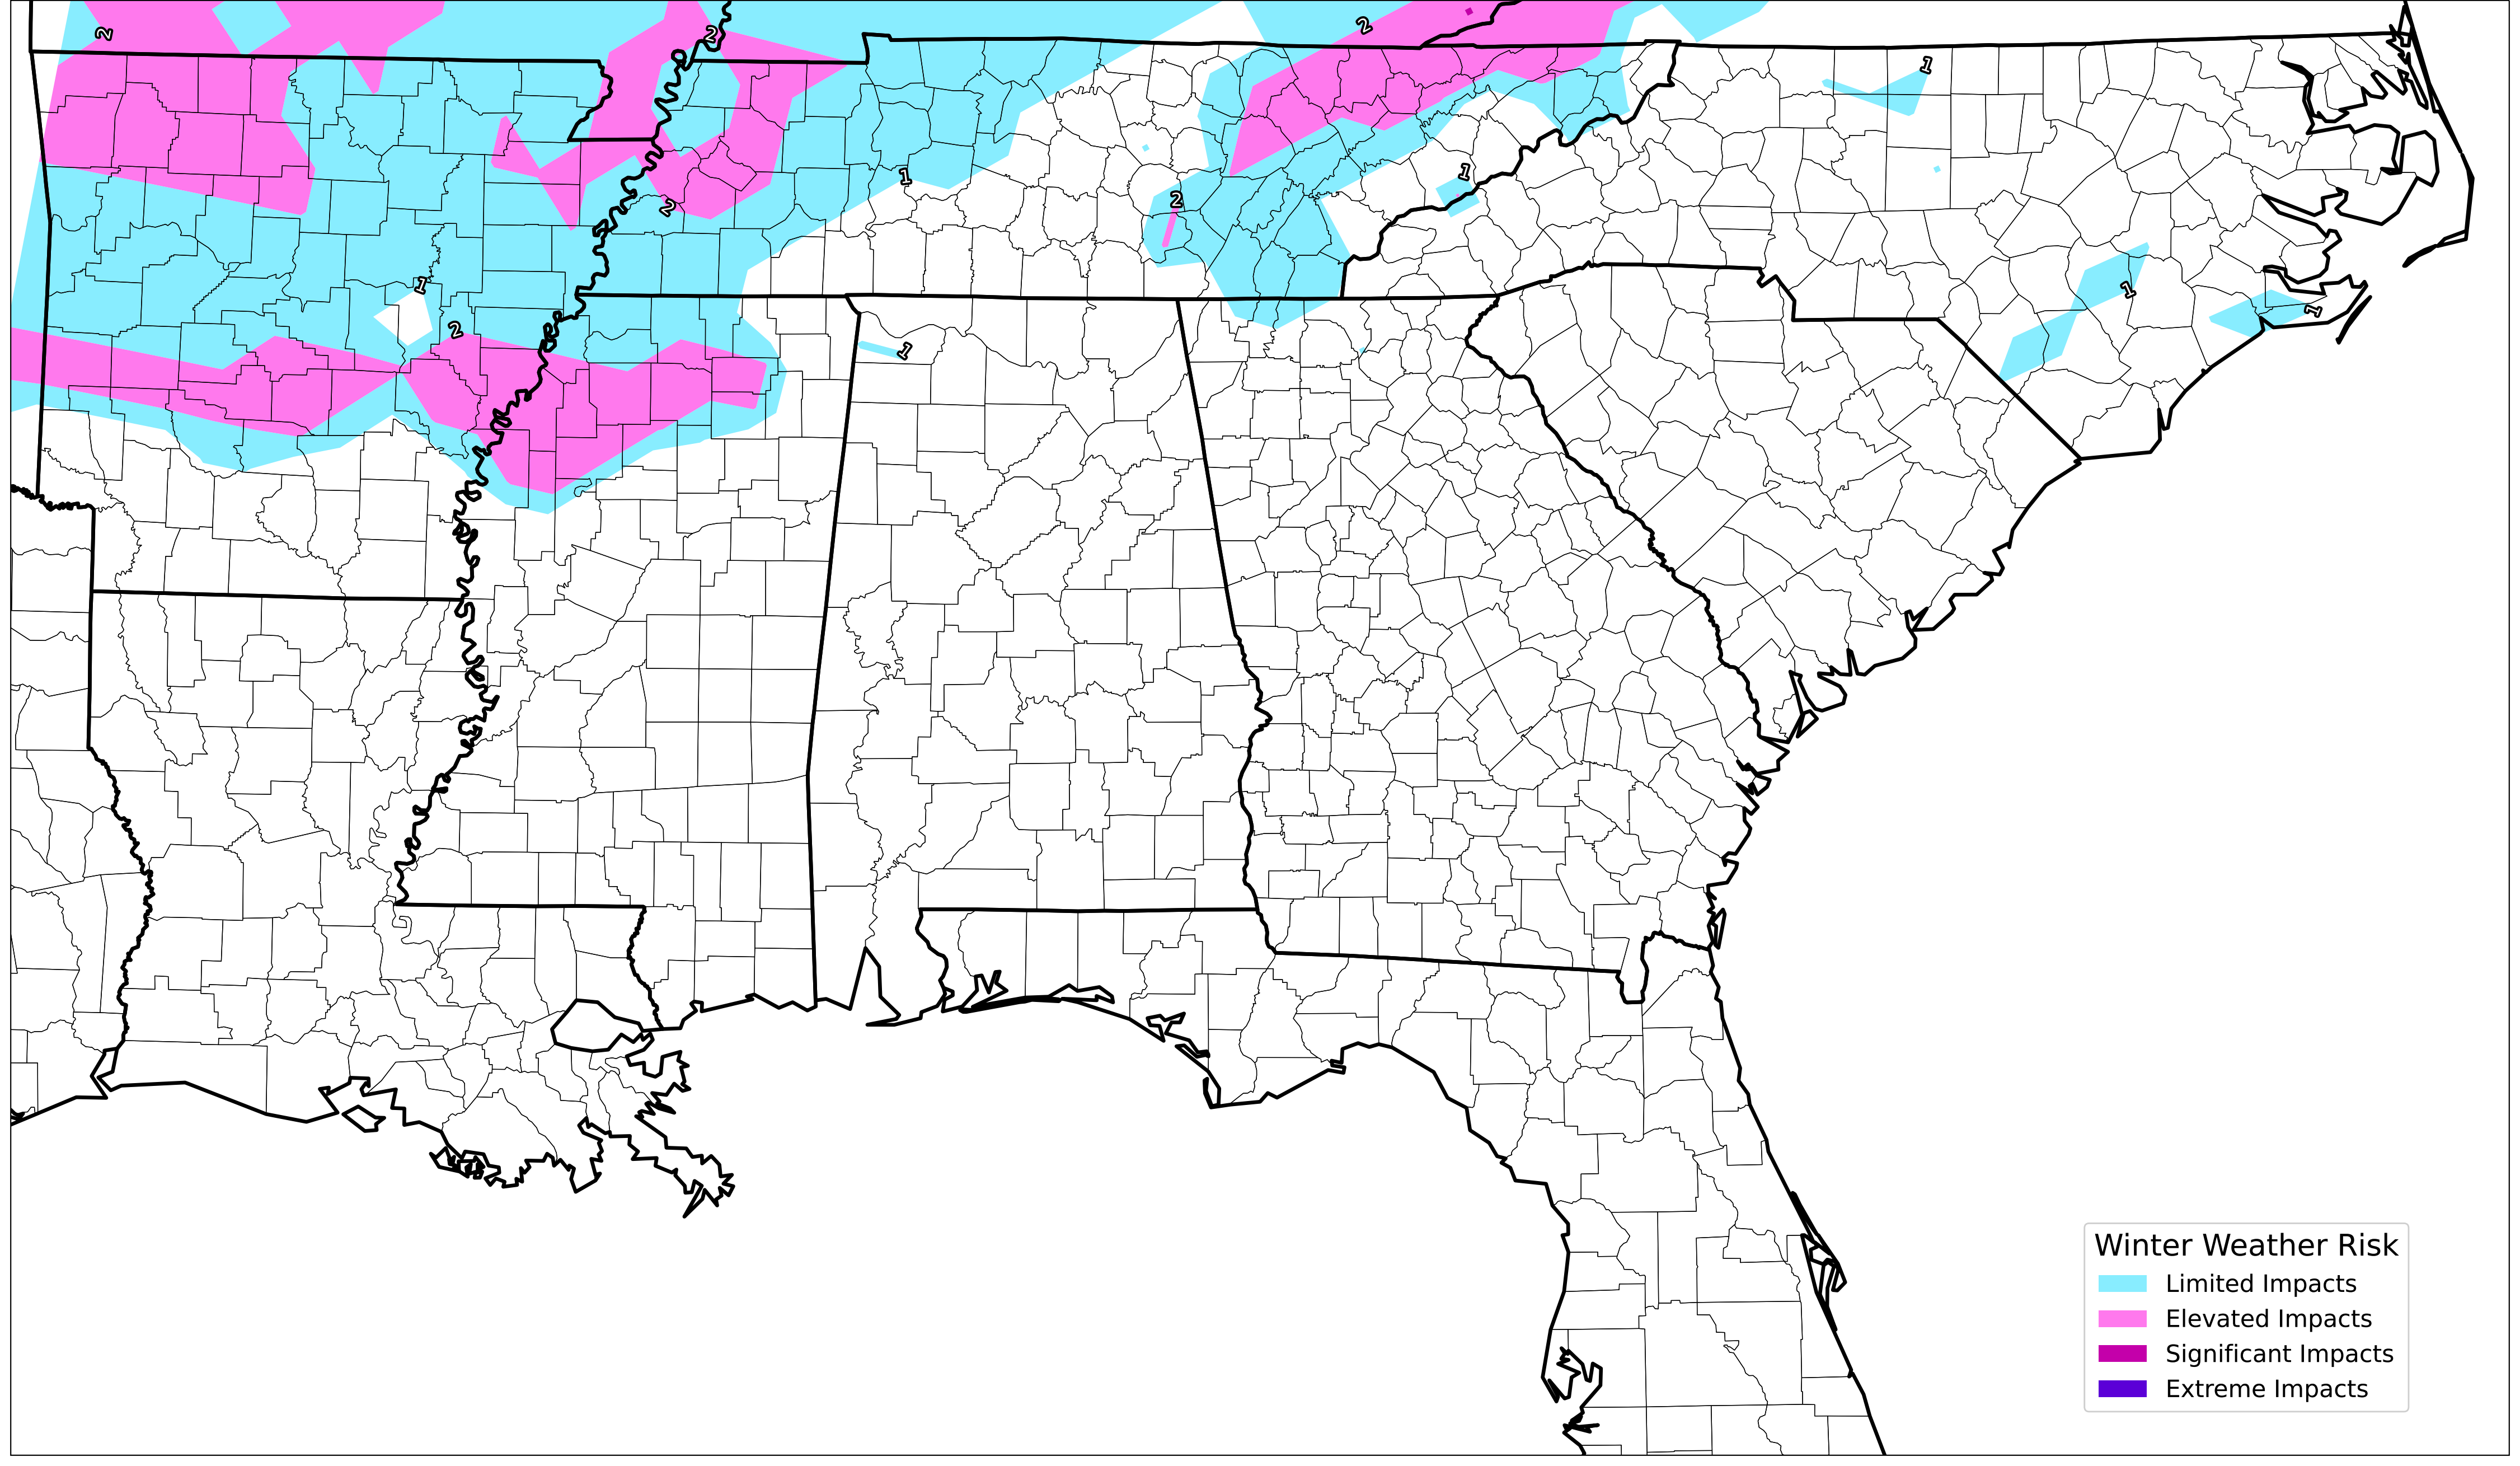 2
2
2
1
1
2
1
2
1
2
1
1
2
1
Winter Weather Risk
Limited Impacts
Elevated Impacts
Significant Impacts
Extreme Impacts